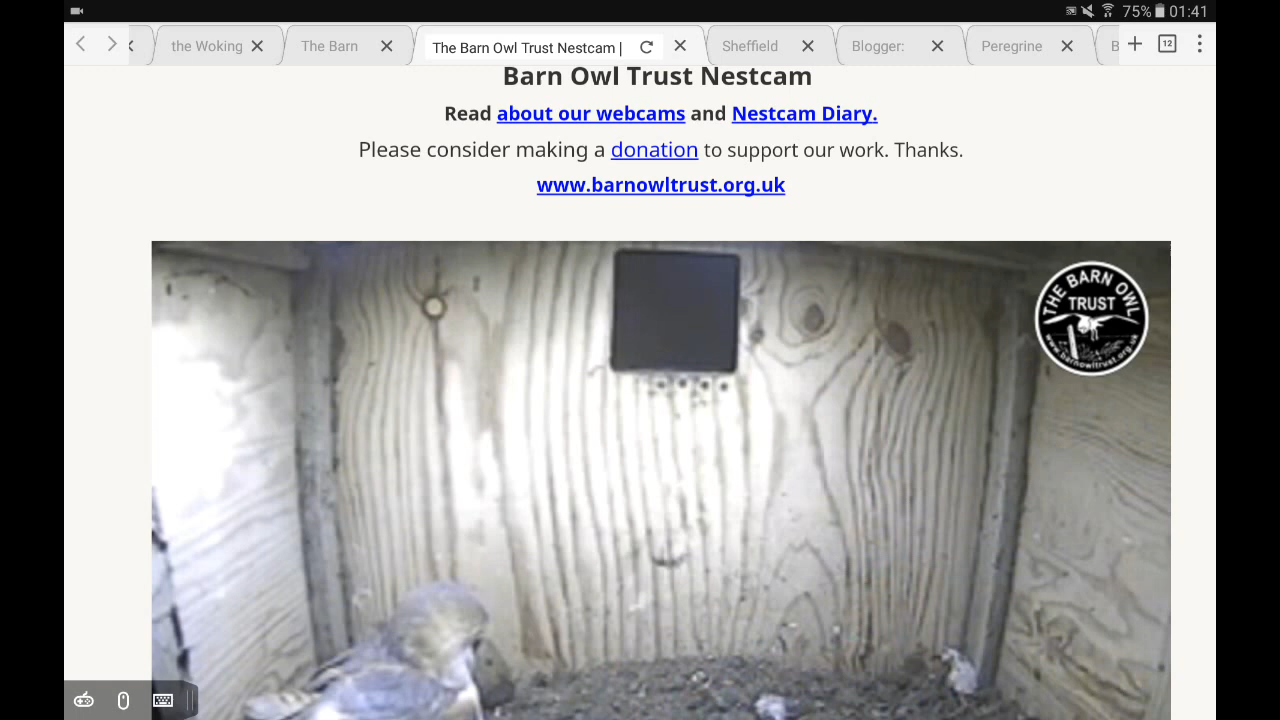 75% 01:41
the Woking
The Barn
The Barn Owl Trust Nestcam |
Sheffield
Blogger:
Peregrine
B
12
Barn Owl Trust Nestcam
Read about our webcams and Nestcam Diary.
Please consider making a donation to support our work. Thanks.
www.barnowltrust.org.uk
THE BARN OWL
TRUST
www.barnowltrust.org.uk